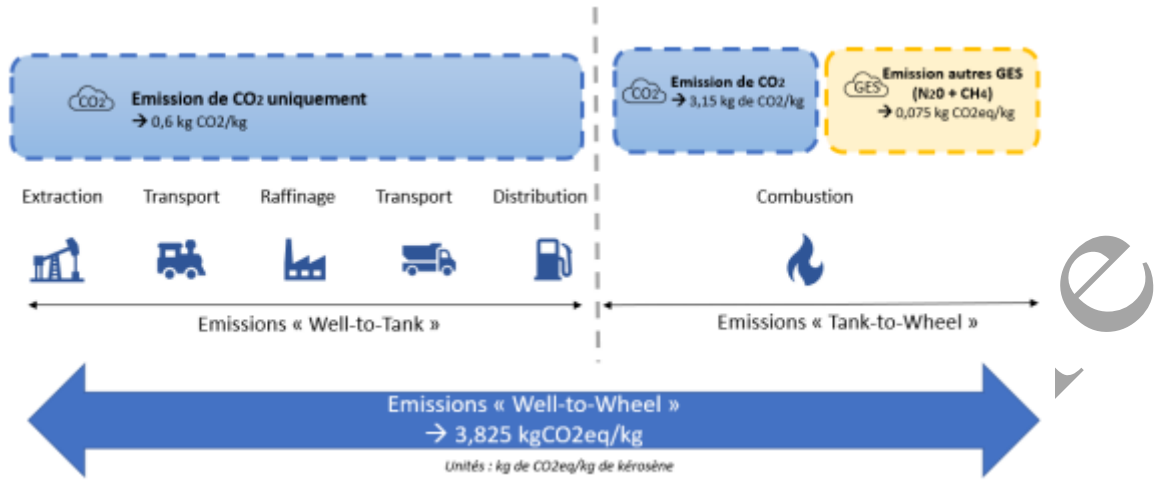 CO2
Emission de CO2 uniquement
→ 0,6 kg CO2/kg
CO2
Emission de CO2
→ 3,15 kg de CO2/kg
GES
Emission autres GES
(N20 + CH4)
→ 0,075 kg CO2eq/kg
Extraction
Transport
Raffinage
Transport
Distribution
Combustion
Emissions « Well-to-Tank »
Emissions « Tank-to-Wheel »
Emissions « Well-to-Wheel »
→ 3,825 kgCO2eq/kg
Unités : kg de CO2eq/kg de kérosène
e